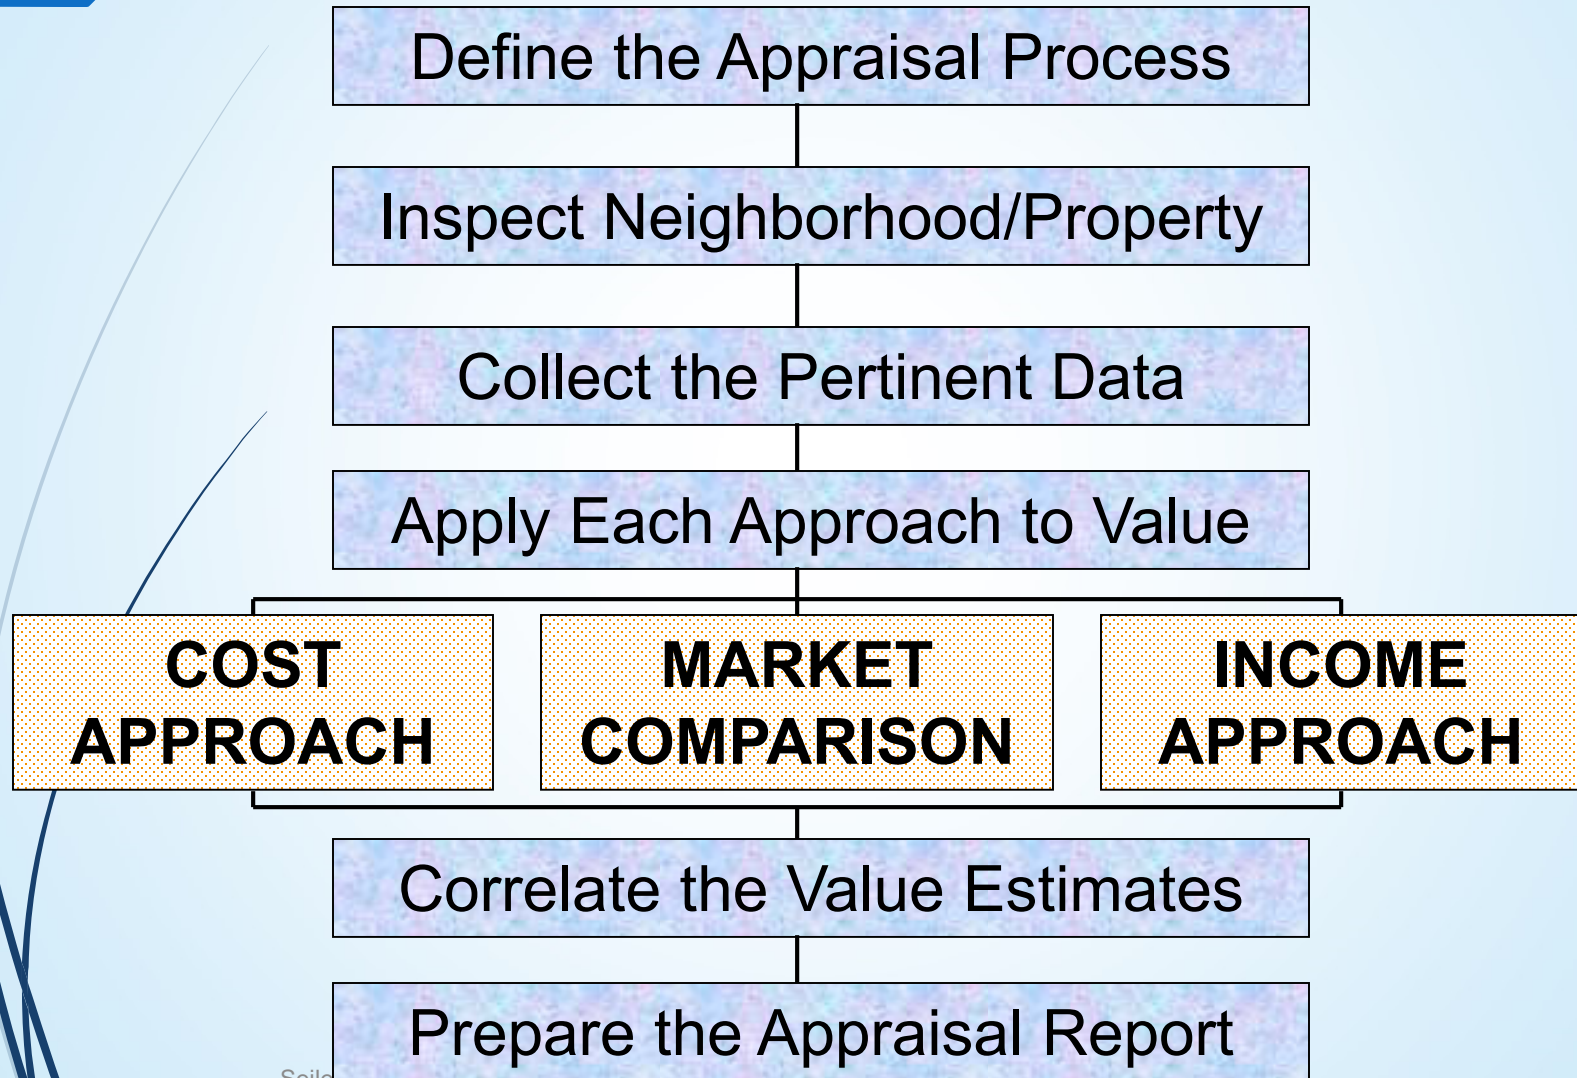 Define the Appraisal Process
Inspect Neighborhood/Property
Collect the Pertinent Data
Apply Each Approach to Value
COST
APPROACH
MARKET
COMPARISON
INCOME
APPROACH
Correlate the Value Estimates
Prepare the Appraisal Report